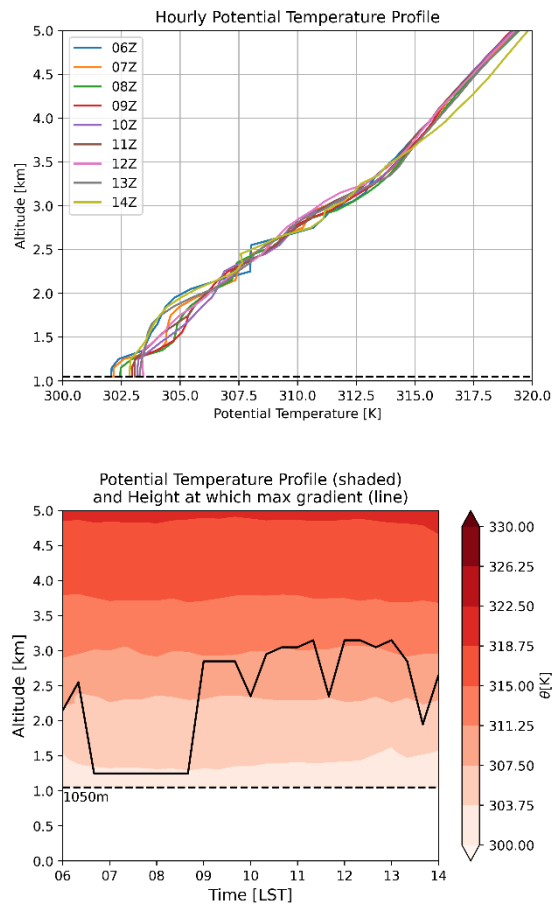 Hourly Potential Temperature Profile
5.0
4.5
4.0
3.5
3.0
2.5
2.0
1.5
1.0
Altitude [km]
06Z
07Z
08Z
09Z
10Z
11Z
12Z
13Z
14Z
300.0 302.5 305.0 307.5 310.0 312.5 315.0 317.5 320.0
Potential Temperature [K]
Potential Temperature Profile (shaded)
and Height at which max gradient (line)
5.0
4.5
4.0
3.5
3.0
2.5
2.0
1.5
1.0
0.5
0.0
Altitude [km]
1050m
06 07 08 09 10 11 12 13 14
Time [LST]
330.00
326.25
322.50
318.75
315.00
311.25
307.50
303.75
300.00
θ[K]